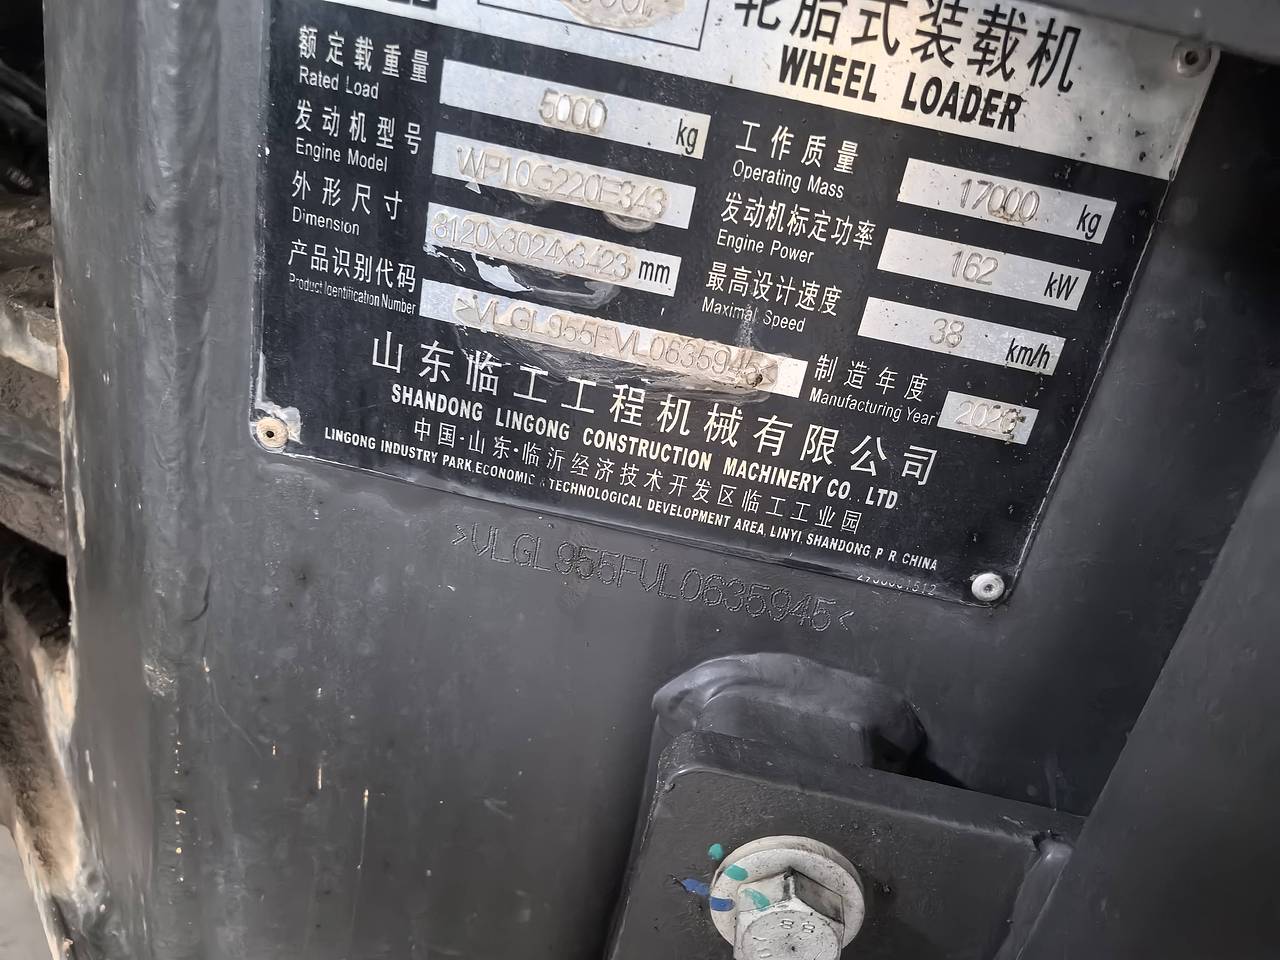 轮胎式装载机
WHEEL LOADER
额定载重量
Rated Load
5000 kg
发动机型号
Engine Model
WP10G220E343
外形尺寸
Dimension
8120x3024x3423 mm
产品识别代码
Product Identification Number
>VLGL955FVL0635945<
工作质量
Operating Mass
17000 kg
发动机标定功率
Engine Power
162 kW
最高设计速度
Maximal Speed
38 km/h
制造年度
Manufacturing Year
2020
山东临工工程机械有限公司
SHANDONG LINGONG CONSTRUCTION MACHINERY CO., LTD.
中国·山东·临沂经济技术开发区临工工业园
LINGONG INDUSTRY PARK,ECONOMIC & TECHNOLOGICAL DEVELOPMENT AREA, LINYI, SHANDONG, P. R. CHINA
>VLGL955FVL0635945<